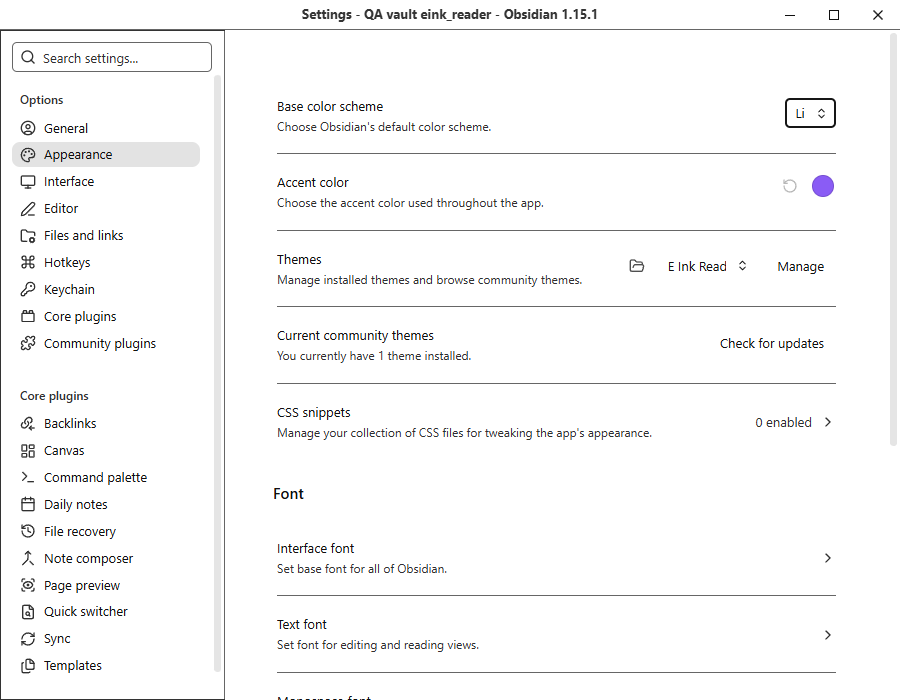 Settings - QA vault eink_reader - Obsidian 1.15.1
Search settings...
Options
General
Appearance
Interface
Editor
Files and links
Hotkeys
Keychain
Core plugins
Community plugins
Core plugins
Backlinks
Canvas
Command palette
Daily notes
File recovery
Note composer
Page preview
Quick switcher
Sync
Templates
Base color scheme
Choose Obsidian's default color scheme.
Li
Accent color
Choose the accent color used throughout the app.
Themes
Manage installed themes and browse community themes.
E Ink Read
Manage
Current community themes
You currently have 1 theme installed.
Check for updates
CSS snippets
Manage your collection of CSS files for tweaking the app's appearance.
0 enabled
Font
Interface font
Set base font for all of Obsidian.
Text font
Set font for editing and reading views.